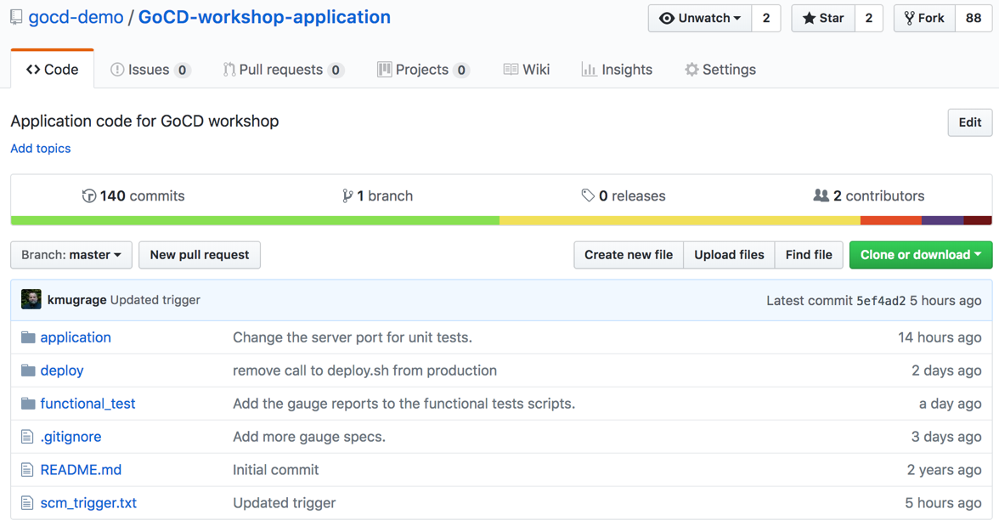 gocd-demo / GoCD-workshop-application Unwatch 2 Star 2 Fork 88
Code Issues 0 Pull requests 0 Projects 0 Wiki Insights Settings
Application code for GoCD workshop Edit
Add topics
140 commits 1 branch 0 releases 2 contributors
Branch: master New pull request Create new file Upload files Find file Clone or download
kmugrage Updated trigger Latest commit 5ef4ad2 5 hours ago
application Change the server port for unit tests. 14 hours ago
deploy remove call to deploy.sh from production 2 days ago
functional_test Add the gauge reports to the functional tests scripts. a day ago
.gitignore Add more gauge specs. 3 days ago
README.md Initial commit 2 years ago
scm_trigger.txt Updated trigger 5 hours ago